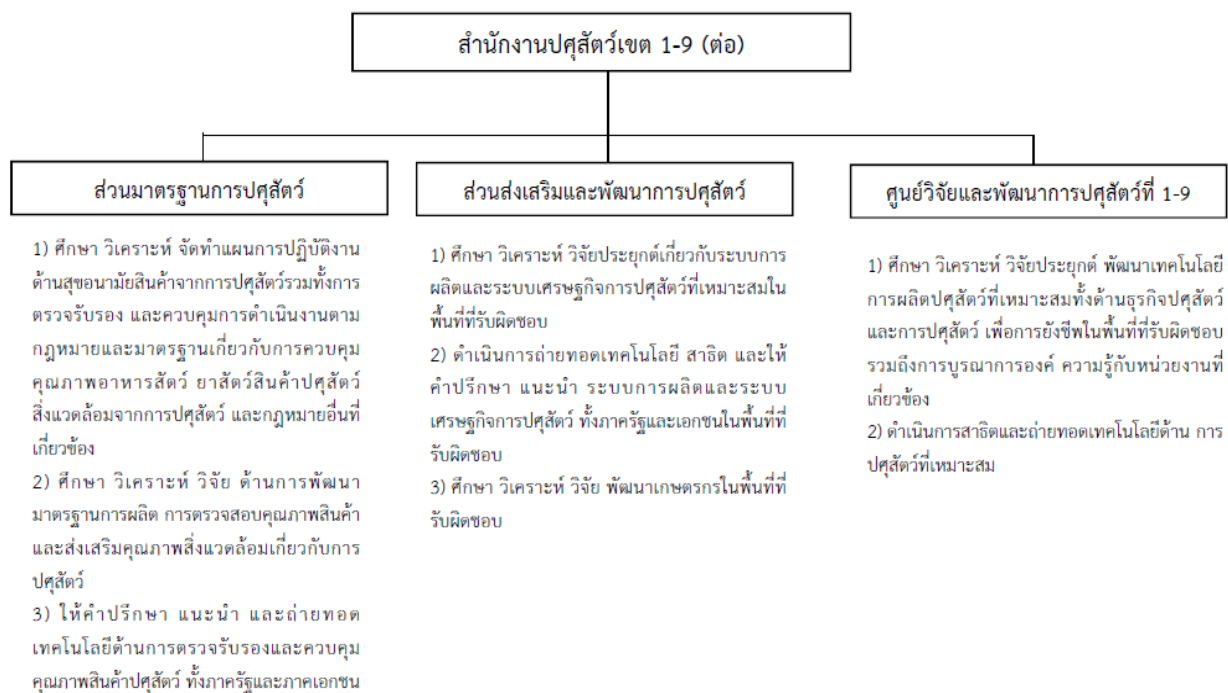 สำนักงานปศุสัตว์เขต 1-9 (ต่อ)
ส่วนมาตรฐานการปศุสัตว์
1) ศึกษา วิเคราะห์ จัดทำแผนการปฏิบัติงาน
ด้านสุขอนามัยสินค้าจากการปศุสัตว์รวมทั้งการ
ตรวจรับรอง และควบคุมการดำเนินงานตาม
กฎหมายและมาตรฐานเกี่ยวกับการควบคุม
คุณภาพอาหารสัตว์ ยาสัตว์สินค้าปศุสัตว์
สิ่งแวดล้อมจากการปศุสัตว์ และกฎหมายอื่นที่
เกี่ยวข้อง
2) ศึกษา วิเคราะห์ วิจัย ด้านการพัฒนา
มาตรฐานการผลิต การตรวจสอบคุณภาพสินค้า
และส่งเสริมคุณภาพสิ่งแวดล้อมเกี่ยวกับการ
ปศุสัตว์
3) ให้คำปรึกษา แนะนำ และถ่ายทอด
เทคโนโลยีด้านการตรวจรับรองและควบคุม
คุณภาพสินค้าปศุสัตว์ ทั้งภาครัฐและภาคเอกชน
ส่วนส่งเสริมและพัฒนาการปศุสัตว์
1) ศึกษา วิเคราะห์ วิจัยประยุกต์เกี่ยวกับระบบการ
ผลิตและระบบเศรษฐกิจการปศุสัตว์ที่เหมาะสมใน
พื้นที่ที่รับผิดชอบ
2) ดำเนินการถ่ายทอดเทคโนโลยี สาธิต และให้
คำปรึกษา แนะนำ ระบบการผลิตและระบบ
เศรษฐกิจการปศุสัตว์ ทั้งภาครัฐและเอกชนในพื้นที่ที่
รับผิดชอบ
3) ศึกษา วิเคราะห์ วิจัย พัฒนาเกษตรกรในพื้นที่ที่
รับผิดชอบ
ศูนย์วิจัยและพัฒนาการปศุสัตว์ที่ 1-9
1) ศึกษา วิเคราะห์ วิจัยประยุกต์ พัฒนาเทคโนโลยี
การผลิตปศุสัตว์ที่เหมาะสมทั้งด้านธุรกิจปศุสัตว์
และการปศุสัตว์ เพื่อการยังชีพในพื้นที่ที่รับผิดชอบ
รวมถึงการบูรณาการองค์ ความรู้กับหน่วยงานที่
เกี่ยวข้อง
2) ดำเนินการสาธิตและถ่ายทอดเทคโนโลยีด้าน การ
ปศุสัตว์ที่เหมาะสม